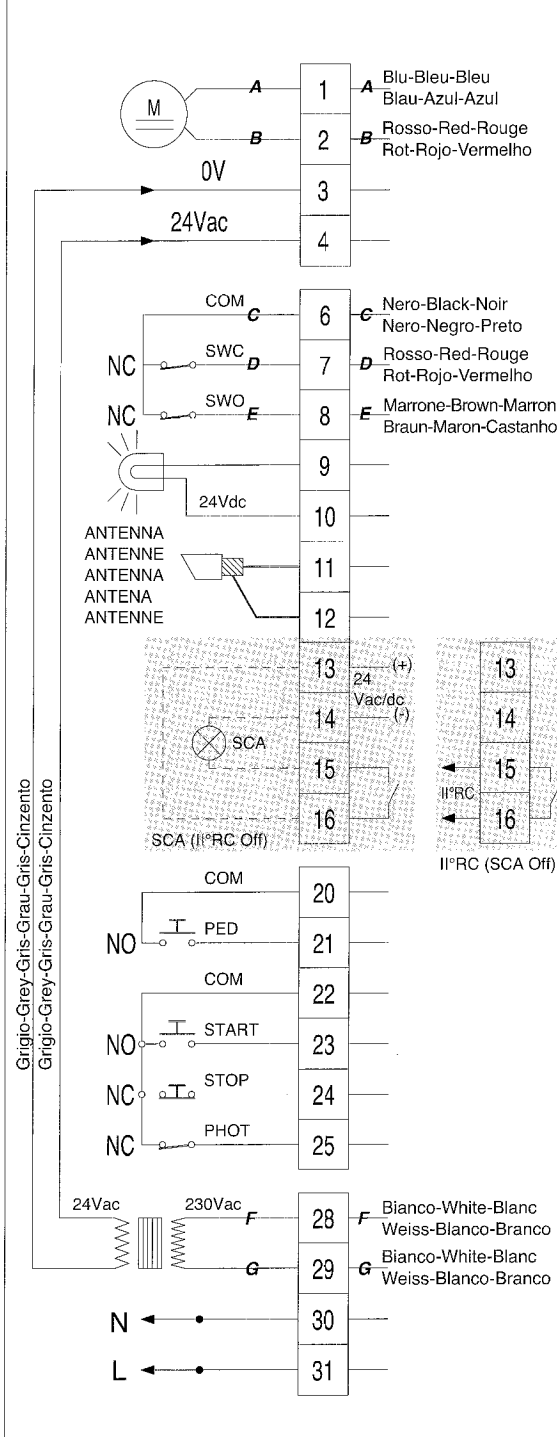 M
A 1 A Blu-Bleu-Bleu
Blau-Azul-Azul
B 2 B Rosso-Red-Rouge
Rot-Rojo-Vermelho
0V 3
24Vac 4
COM C 6 C Nero-Black-Noir
Nero-Negro-Preto
NC SWC D 7 D Rosso-Red-Rouge
Rot-Rojo-Vermelho
NC SWO E 8 E Marrone-Brown-Marron
Braun-Maron-Castanho
9
24Vdc 10
ANTENNA
ANTENNE
ANTENNA
ANTENA
ANTENNE
11
12
13 (+) 13
24
Vac/dc
14 (-) 14
SCA
15 15
II°RC
16 16
SCA (II°RC Off)
II°RC (SCA Off)
COM 20
NO PED 21
COM 22
NO START 23
NC STOP 24
NC PHOT 25
Grigio-Grey-Gris-Grau-Gris-Cinzento
Grigio-Grey-Gris-Grau-Gris-Cinzento
24Vac 230Vac F 28 F Bianco-White-Blanc
Weiss-Blanco-Branco
G 29 G Bianco-White-Blanc
Weiss-Blanco-Branco
N 30
L 31